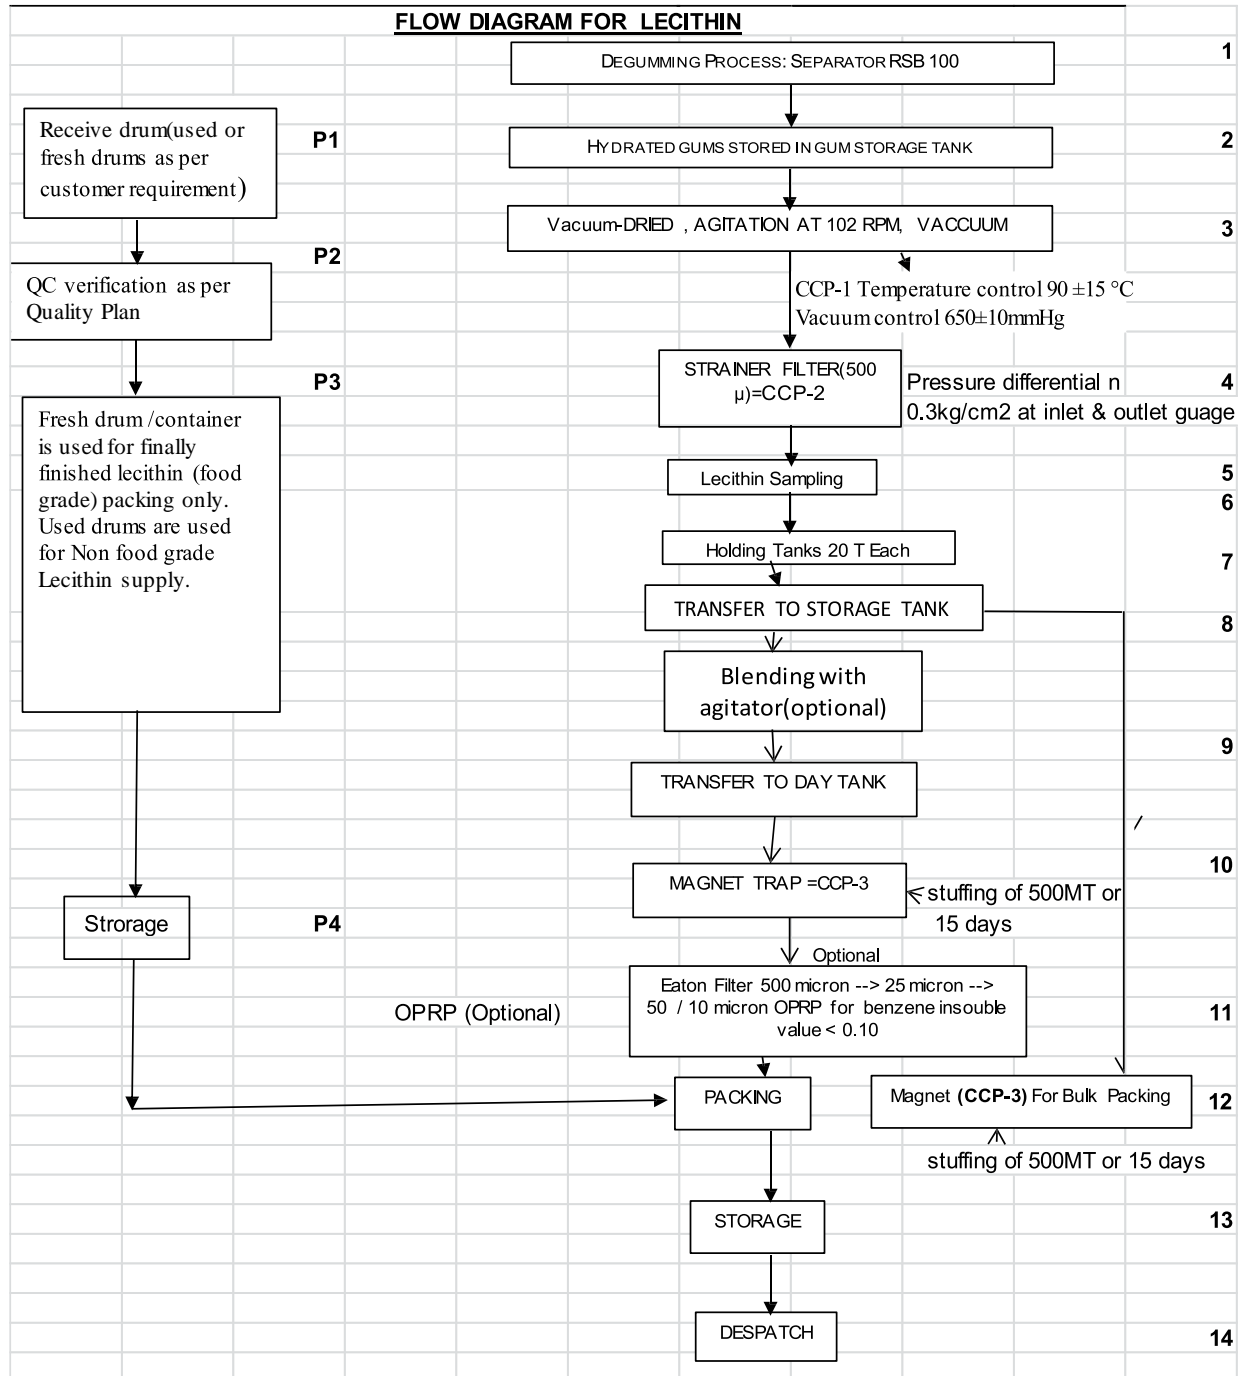 FLOW DIAGRAM FOR LECITHIN
DEGUMMING PROCESS: SEPARATOR RSB 100
1
Receive drum(used or
fresh drums as per
customer requirement)
P1
HYDRATED GUMS STORED IN GUM STORAGE TANK
2
Vacuum-DRIED , AGITATION AT 102 RPM, VACCUUM
3
P2
QC verification as per
Quality Plan
CCP-1 Temperature control 90 ±15 °C
Vacuum control 650±10mmHg
P3
STRAINER FILTER(500
µ)=CCP-2
Pressure differential n
0.3kg/cm2 at inlet & outlet guage
4
Fresh drum /container
is used for finally
finished lecithin (food
grade) packing only.
Used drums are used
for Non food grade
Lecithin supply.
Lecithin Sampling
5
6
Holding Tanks 20 T Each
7
TRANSFER TO STORAGE TANK
8
Blending with
agitator(optional)
9
TRANSFER TO DAY TANK
10
MAGNET TRAP =CCP-3
stuffing of 500MT or
15 days
Strorage
P4
Optional
OPRP (Optional)
Eaton Filter 500 micron --> 25 micron -->
50 / 10 micron OPRP for benzene insouble
value < 0.10
11
PACKING
Magnet (CCP-3) For Bulk Packing
12
stuffing of 500MT or 15 days
STORAGE
13
DESPATCH
14